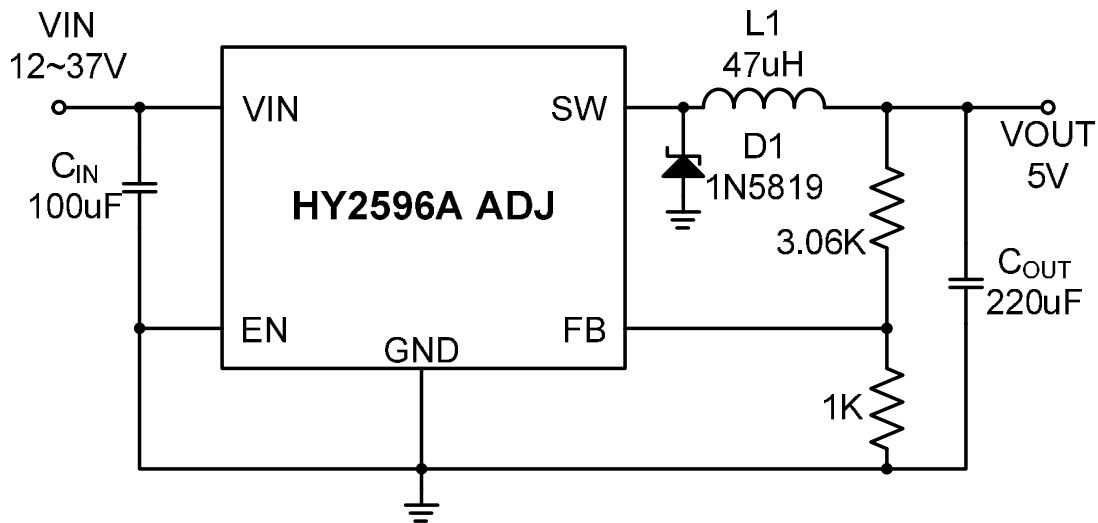 VIN
12~37V
L1
47uH
VIN
SW
VOUT
5V
D1
1N5819
CIN
100uF
HY2596A ADJ
3.06K
COUT
220uF
EN
GND
FB
1K